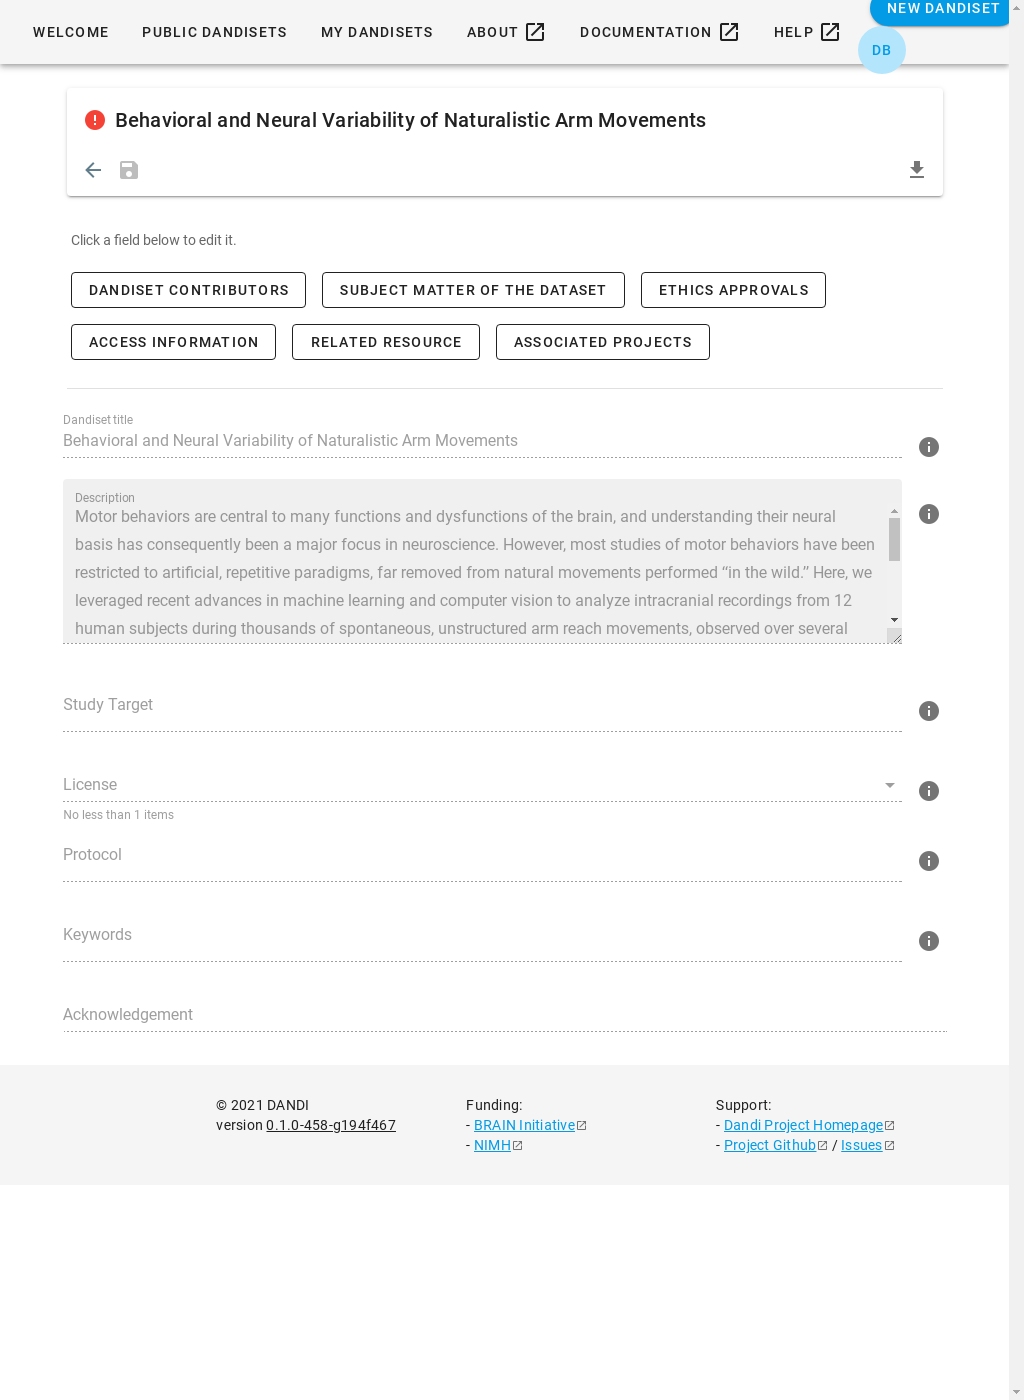 WELCOME PUBLIC DANDISETS MY DANDISETS ABOUT DOCUMENTATION HELP NEW DANDISET
DB
Behavioral and Neural Variability of Naturalistic Arm Movements
Click a field below to edit it.
DANDISET CONTRIBUTORS SUBJECT MATTER OF THE DATASET ETHICS APPROVALS
ACCESS INFORMATION RELATED RESOURCE ASSOCIATED PROJECTS
Dandiset title
Behavioral and Neural Variability of Naturalistic Arm Movements
Description
Motor behaviors are central to many functions and dysfunctions of the brain, and understanding their neural
basis has consequently been a major focus in neuroscience. However, most studies of motor behaviors have been
restricted to artificial, repetitive paradigms, far removed from natural movements performed “in the wild.” Here, we
leveraged recent advances in machine learning and computer vision to analyze intracranial recordings from 12
human subjects during thousands of spontaneous, unstructured arm reach movements, observed over several
Study Target
License
No less than 1 items
Protocol
Keywords
Acknowledgement
© 2021 DANDI
version 0.1.0-458-g194f467
Funding:
- BRAIN Initiative
- NIMH
Support:
- Dandi Project Homepage
- Project Github / Issues